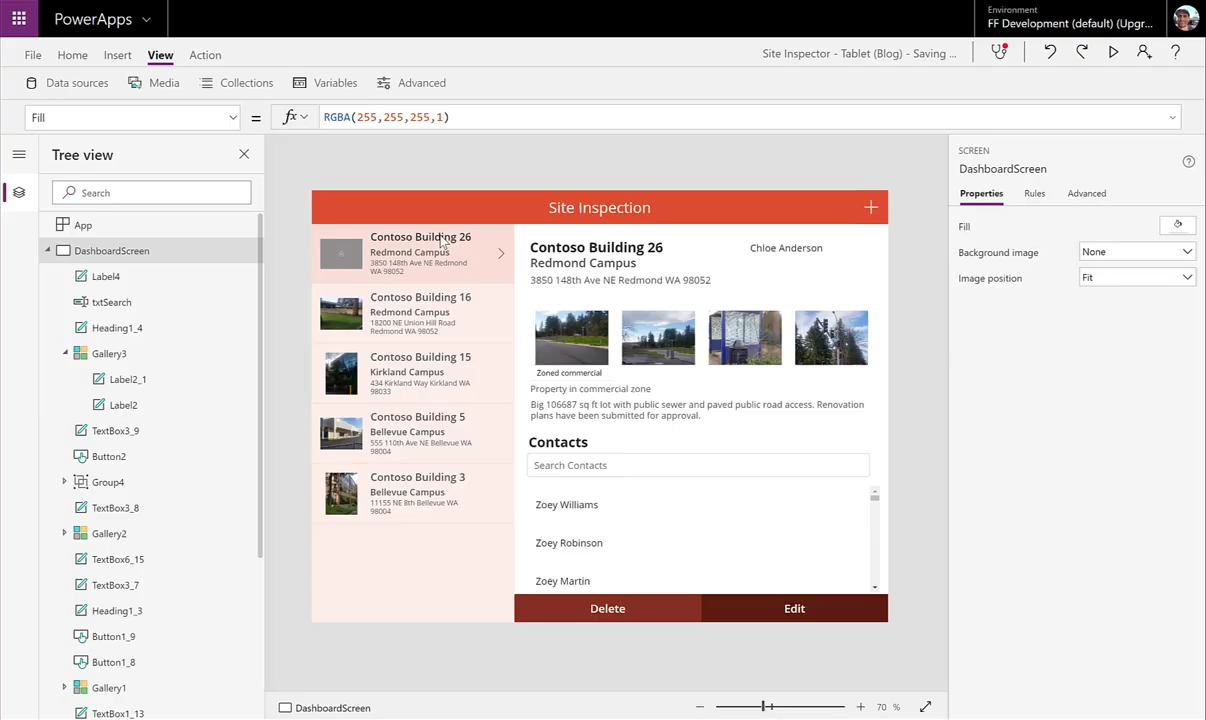 PowerApps
Environment
FF Development (default) (Upgr...
File
Home
Insert
View
Action
Site Inspector - Tablet (Blog) - Saving ...
?
Data sources
Media
Collections
Variables
Advanced
Fill
=
fx
RGBA(255,255,255,1)
Tree view
Search
App
DashboardScreen
Label4
txtSearch
Heading1_4
Gallery3
Label2_1
Label2
TextBox3_9
Button2
Group4
TextBox3_8
Gallery2
TextBox6_15
TextBox3_7
Heading1_3
Button1_9
Button1_8
Gallery1
TextBox1_13
Site Inspection
Contoso Building 26
Redmond Campus
3850 148th Ave NE Redmond
WA 98052
Contoso Building 16
Redmond Campus
18200 NE Union Hill Road
Redmond WA 98052
Contoso Building 15
Kirkland Campus
434 Kirkland Way Kirkland WA
98033
Contoso Building 5
Bellevue Campus
555 110th Ave NE Bellevue WA
98004
Contoso Building 3
Bellevue Campus
11155 NE 8th Bellevue WA
98004
Contoso Building 26
Chloe Anderson
Redmond Campus
3850 148th Ave NE Redmond WA 98052
Zoned commercial
Property in commercial zone
Big 106687 sq ft lot with public sewer and paved public road access. Renovation
plans have been submitted for approval.
Contacts
Search Contacts
Zoey Williams
Zoey Robinson
Zoey Martin
Delete
Edit
DashboardScreen
70 %
SCREEN
DashboardScreen
?
Properties
Rules
Advanced
Fill
Background image
None
Image position
Fit